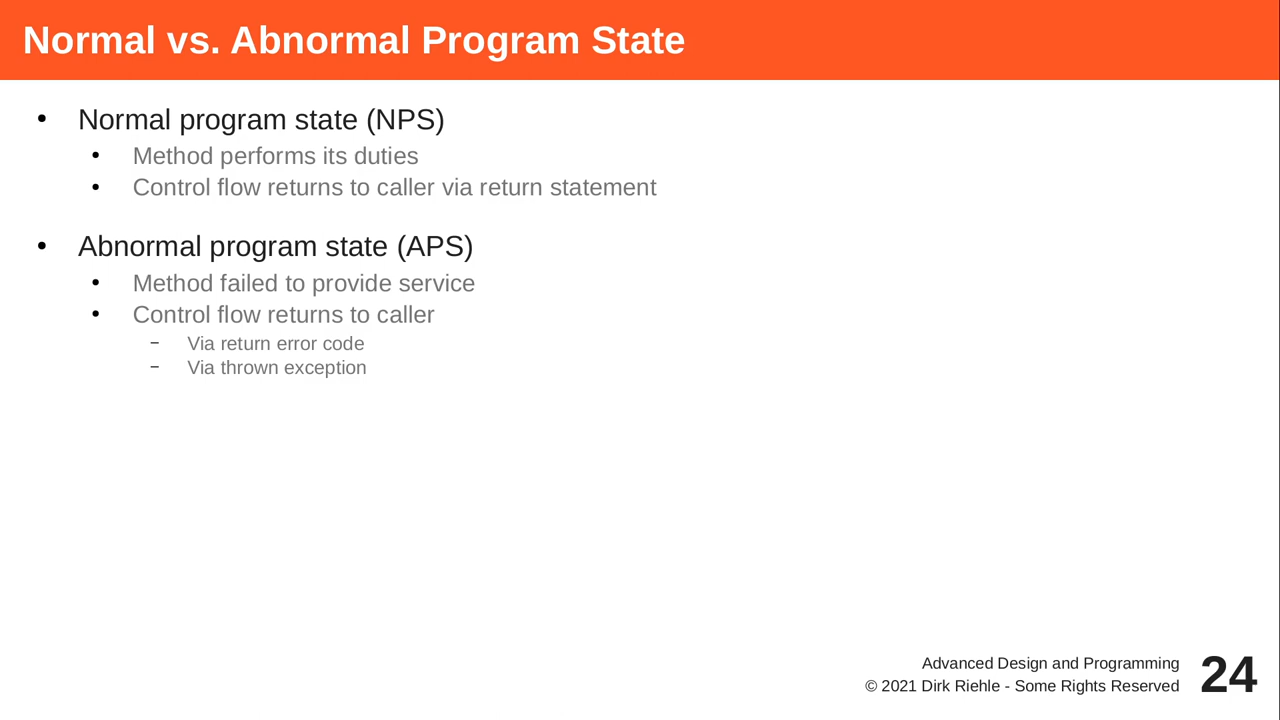 Normal vs. Abnormal Program State
• Normal program state (NPS)
• Method performs its duties
• Control flow returns to caller via return statement
• Abnormal program state (APS)
• Method failed to provide service
• Control flow returns to caller
– Via return error code
– Via thrown exception
Advanced Design and Programming
© 2021 Dirk Riehle - Some Rights Reserved
24